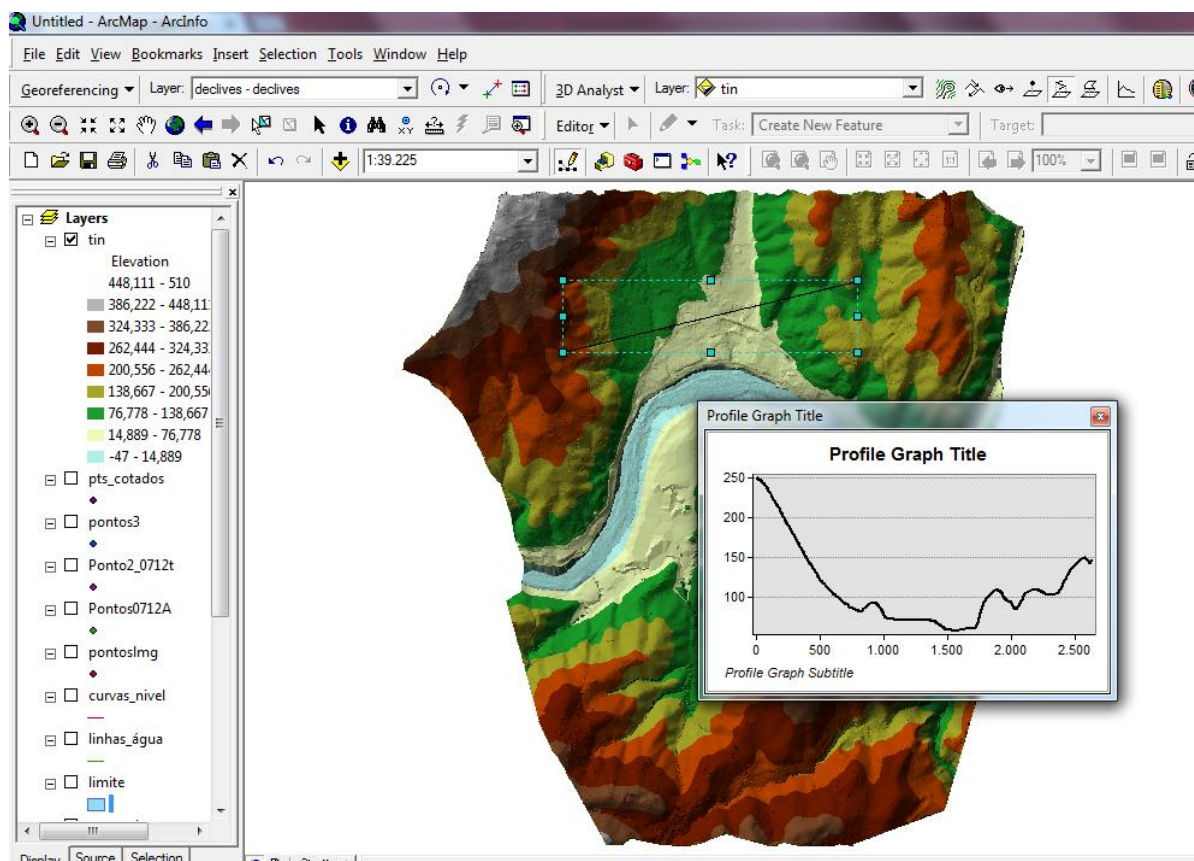 Untitled - ArcMap - ArcInfo
File Edit View Bookmarks Insert Selection Tools Window Help
Georeferencing Layer: declives - declives 3D Analyst Layer: tin
Editor Task: Create New Feature Target:
1:39.225 100%
Layers
tin
Elevation
448,111 - 510
386,222 - 448,11
324,333 - 386,22
262,444 - 324,33
200,556 - 262,44
138,667 - 200,55
76,778 - 138,667
14,889 - 76,778
-47 - 14,889
pts_cotados
pontos3
Ponto2_0712t
Pontos0712A
pontosImg
curvas_nivel
linhas_água
limite
Display Source Selection
Profile Graph Title
Profile Graph Title
250
200
150
100
0 500 1.000 1.500 2.000 2.500
Profile Graph Subtitle